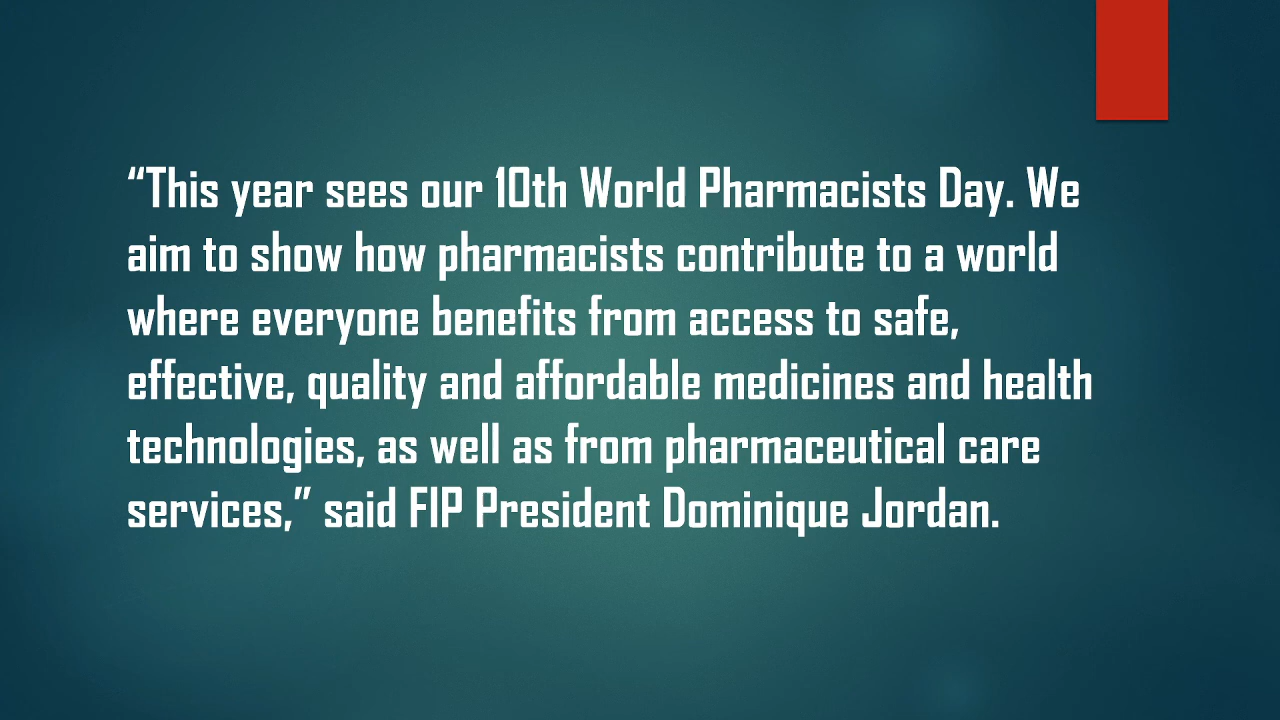 “This year sees our 10th World Pharmacists Day. We
aim to show how pharmacists contribute to a world
where everyone benefits from access to safe,
effective, quality and affordable medicines and health
technologies, as well as from pharmaceutical care
services,” said FIP President Dominique Jordan.